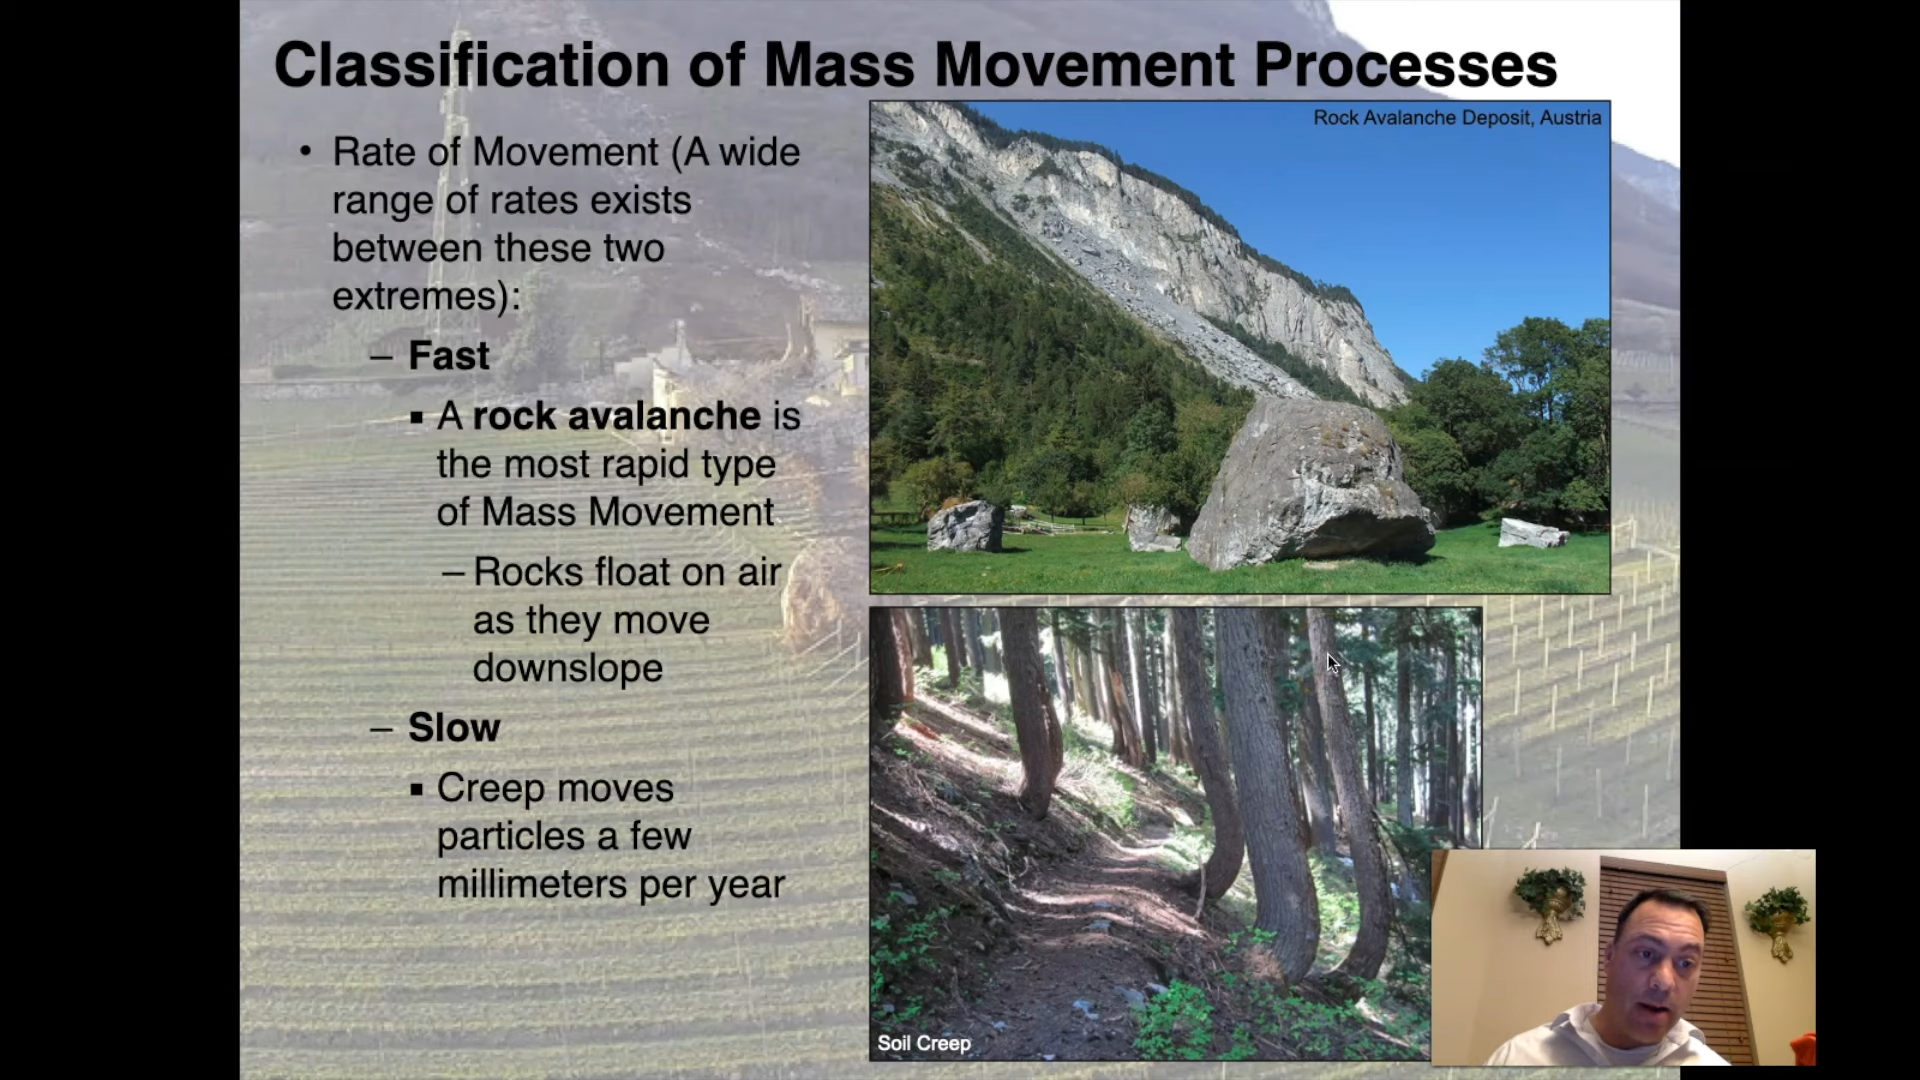 Classification of Mass Movement Processes
Rock Avalanche Deposit, Austria
• Rate of Movement (A wide
range of rates exists
between these two
extremes):
– Fast
▪ A rock avalanche is
the most rapid type
of Mass Movement
– Rocks float on air
as they move
downslope
– Slow
▪ Creep moves
particles a few
millimeters per year
Soil Creep